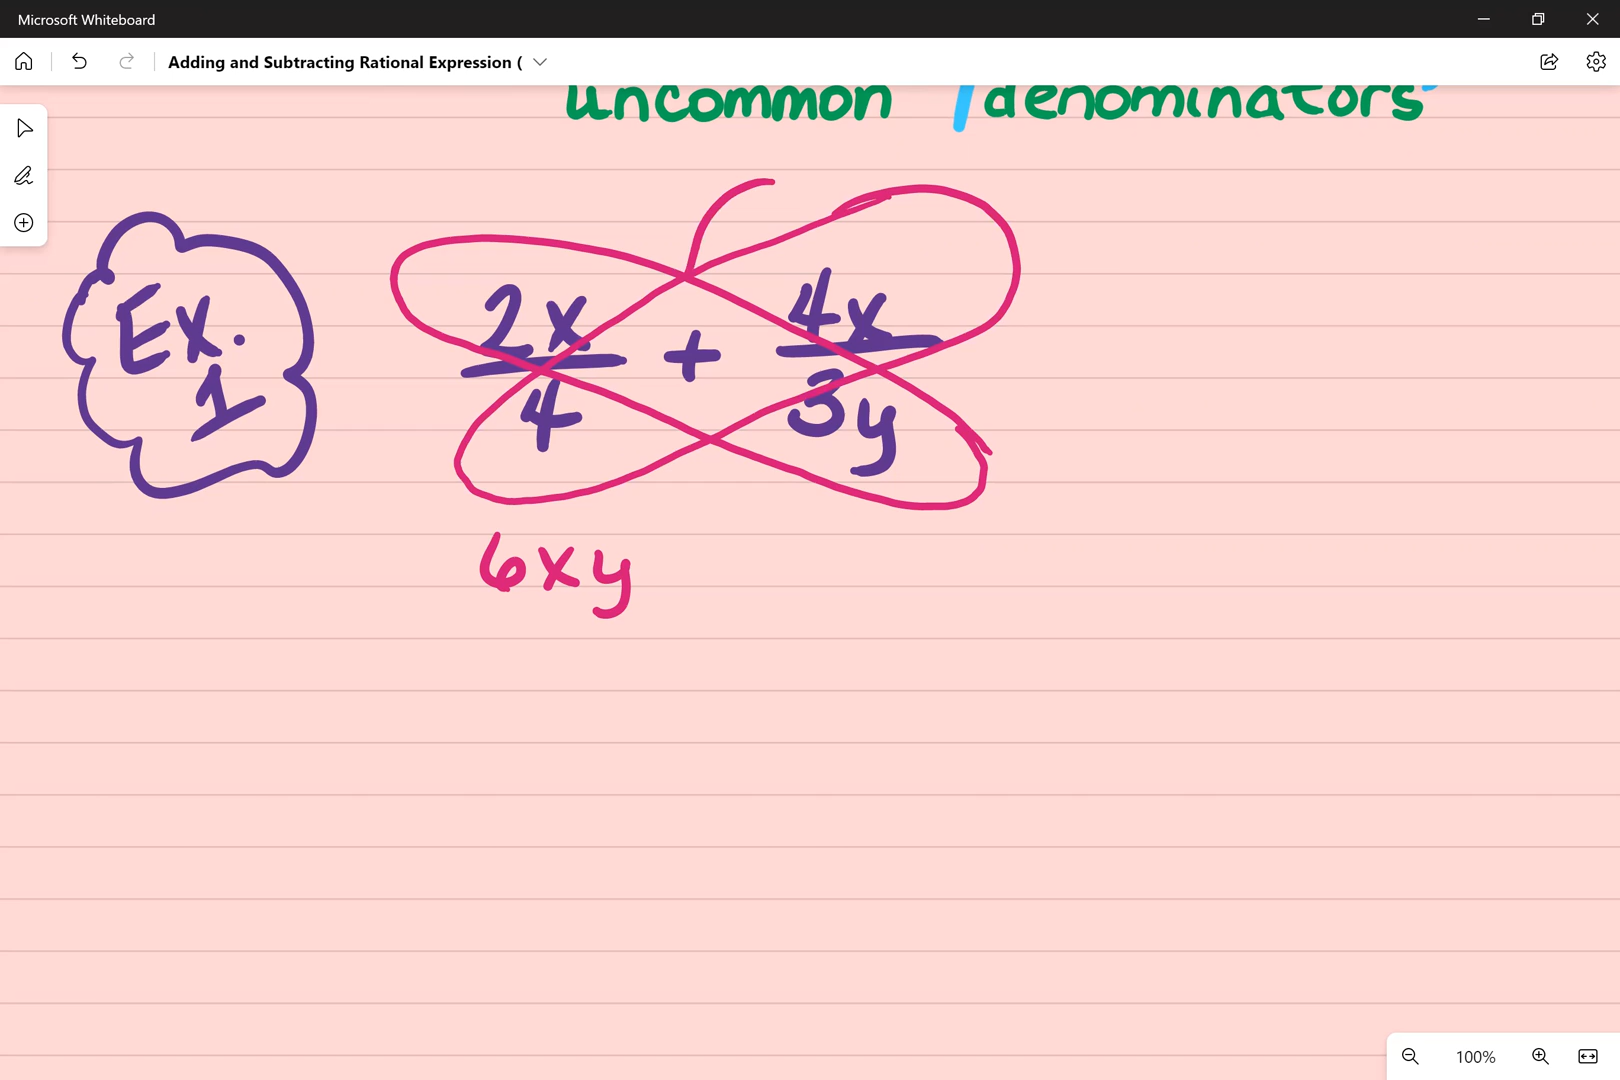 Microsoft Whiteboard
Adding and Subtracting Rational Expression (
uncommon denominators
Ex. 1
2x/4 + 4x/3y
6xy
100%